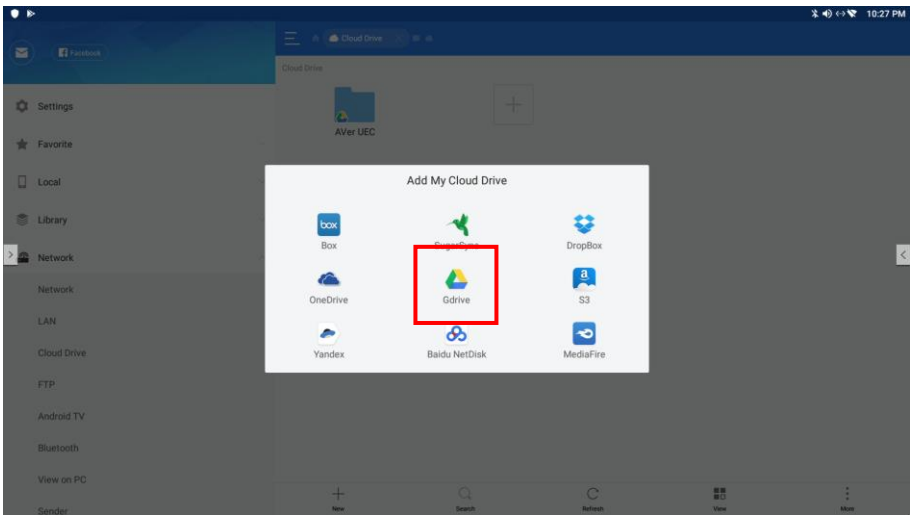 10:27 PM
Facebook
Cloud Drive
Cloud Drive
AVer UEC
Settings
Favorite
Local
Library
Network
Network
LAN
Cloud Drive
FTP
Android TV
Bluetooth
View on PC
Sender
Add My Cloud Drive
box
Box
SugarSync
DropBox
OneDrive
Gdrive
a
S3
Yandex
Baidu NetDisk
MediaFire
New
Search
Refresh
View
More